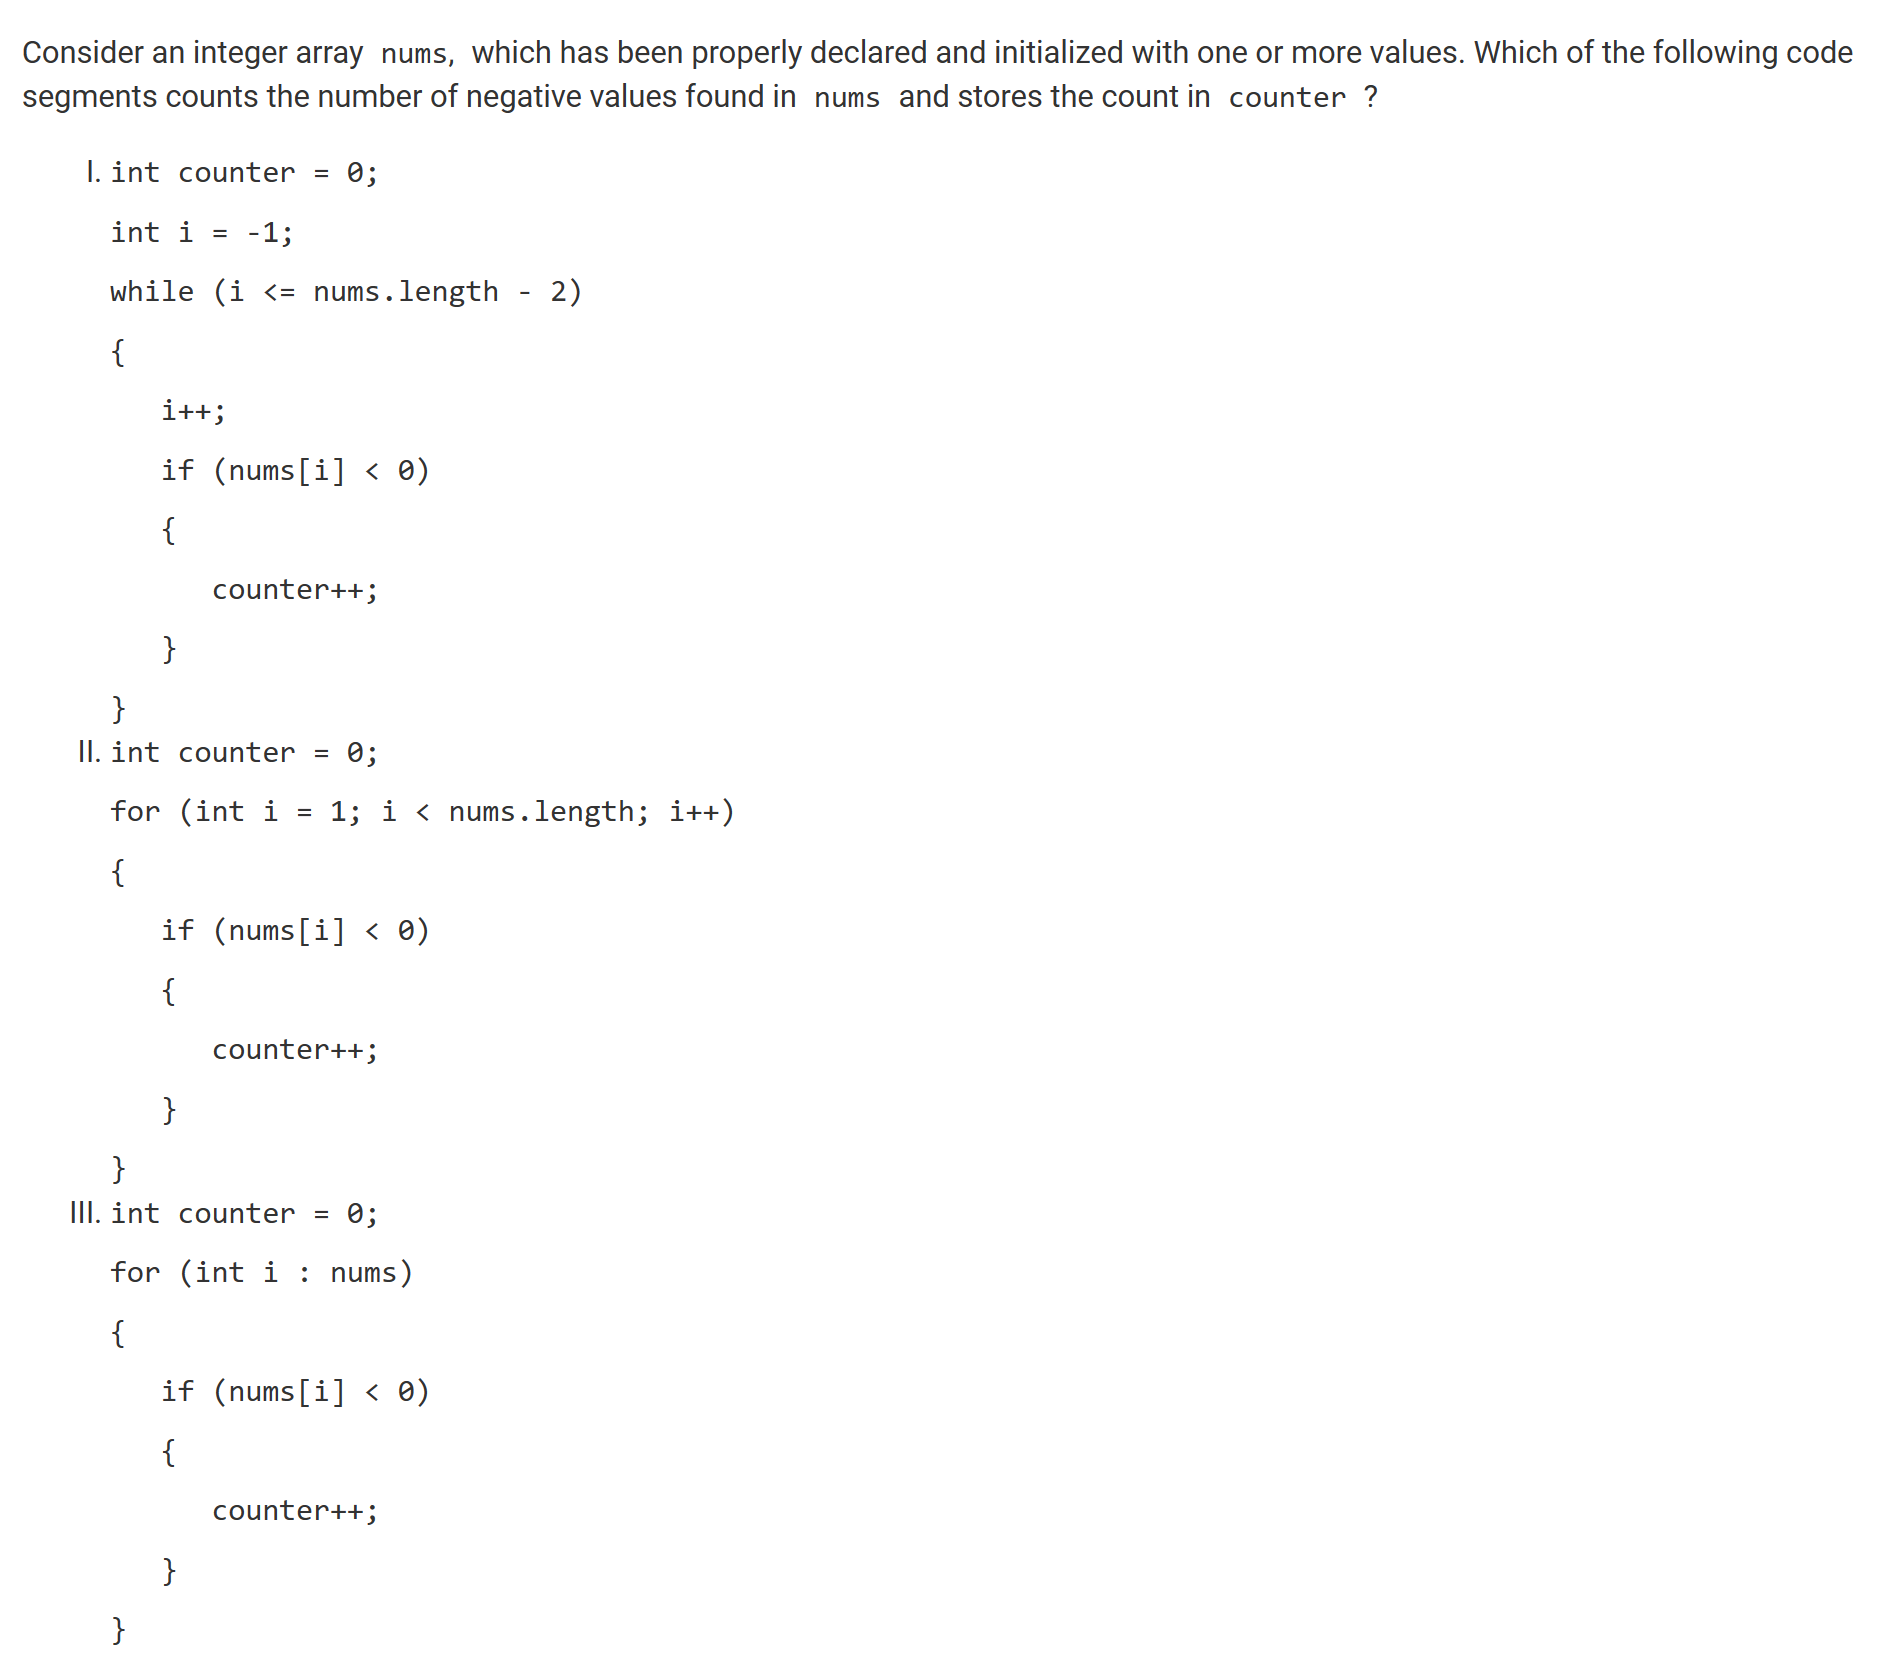 Consider an integer array nums, which has been properly declared and initialized with one or more values. Which of the following code
segments counts the number of negative values found in nums and stores the count in counter ?
I. int counter = 0;
int i = -1;
while (i <= nums.length - 2)
{
i++;
if (nums[i] < 0)
{
counter++;
}
}
II. int counter = 0;
for (int i = 1; i < nums.length; i++)
{
if (nums[i] < 0)
{
counter++;
}
}
III. int counter = 0;
for (int i : nums)
{
if (nums[i] < 0)
{
counter++;
}
}